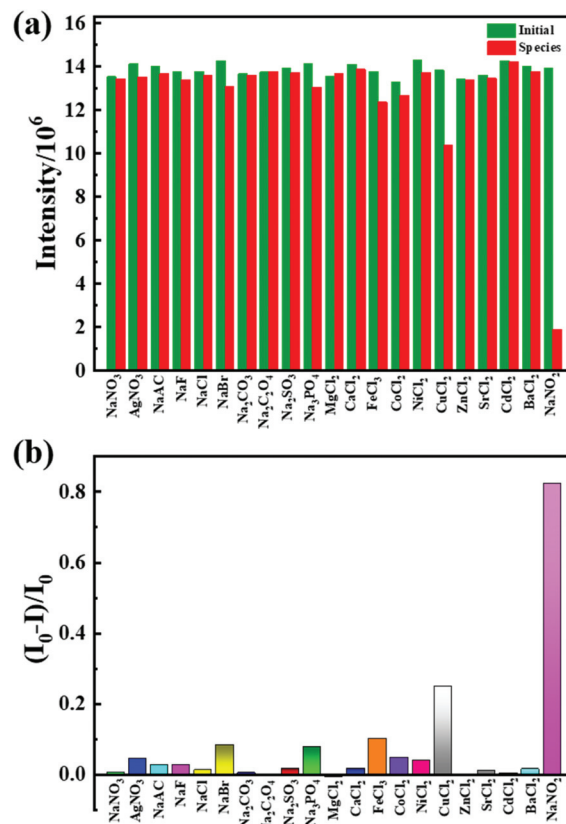 (a)
16
14
12
10
8
6
4
2
0
Intensity/10⁶
Initial
Species
NaNO₃
AgNO₃
NaAC
NaF
NaCl
NaBr
Na₂CO₃
Na₂C₂O₄
Na₂SO₃
Na₃PO₄
MgCl₂
CaCl₂
FeCl₃
CoCl₂
NiCl₂
CuCl₂
ZnCl₂
SrCl₂
CdCl₂
BaCl₂
NaNO₂
(b)
0.8
0.6
0.4
0.2
0.0
(I₀-I)/I₀
NaNO₃
AgNO₃
NaAC
NaF
NaCl
NaBr
Na₂CO₃
Na₂C₂O₄
Na₂SO₃
Na₃PO₄
MgCl₂
CaCl₂
FeCl₃
CoCl₂
NiCl₂
CuCl₂
ZnCl₂
SrCl₂
CdCl₂
BaCl₂
NaNO₂